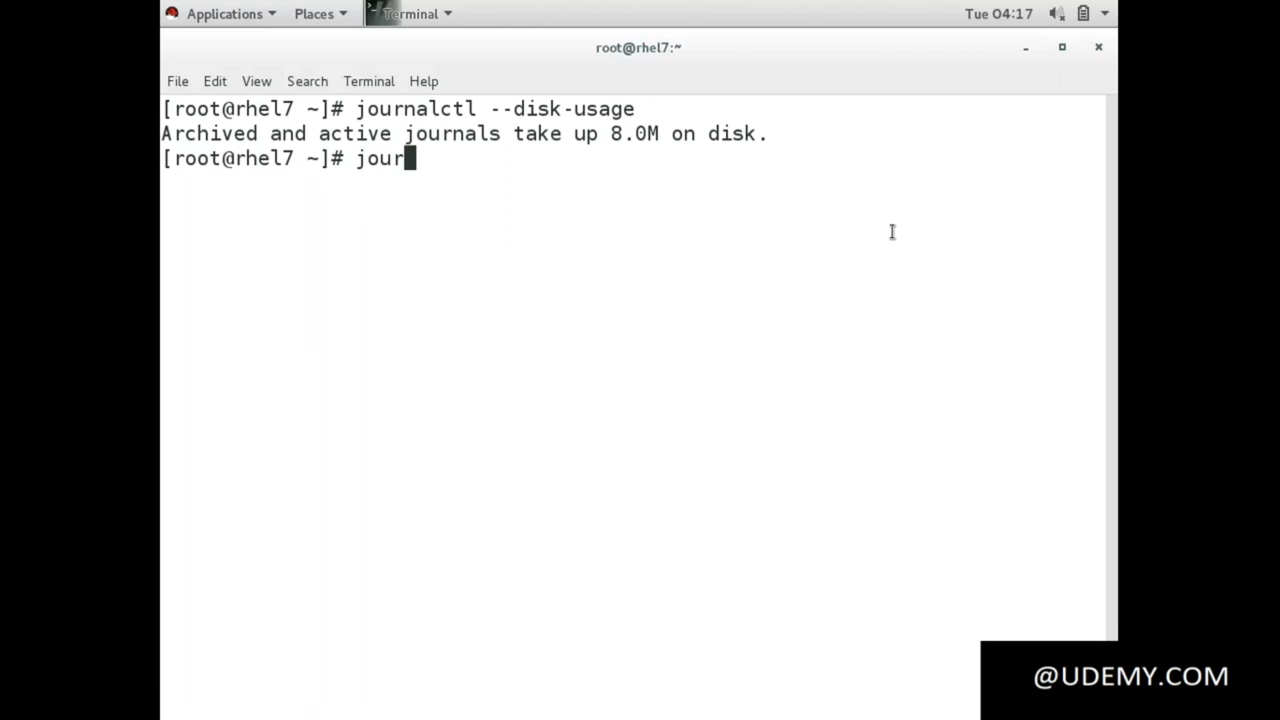 Applications Places Terminal Tue 04:17
root@rhel7:~
File Edit View Search Terminal Help
[root@rhel7 ~]# journalctl --disk-usage
Archived and active journals take up 8.0M on disk.
[root@rhel7 ~]# jour
@UDEMY.COM